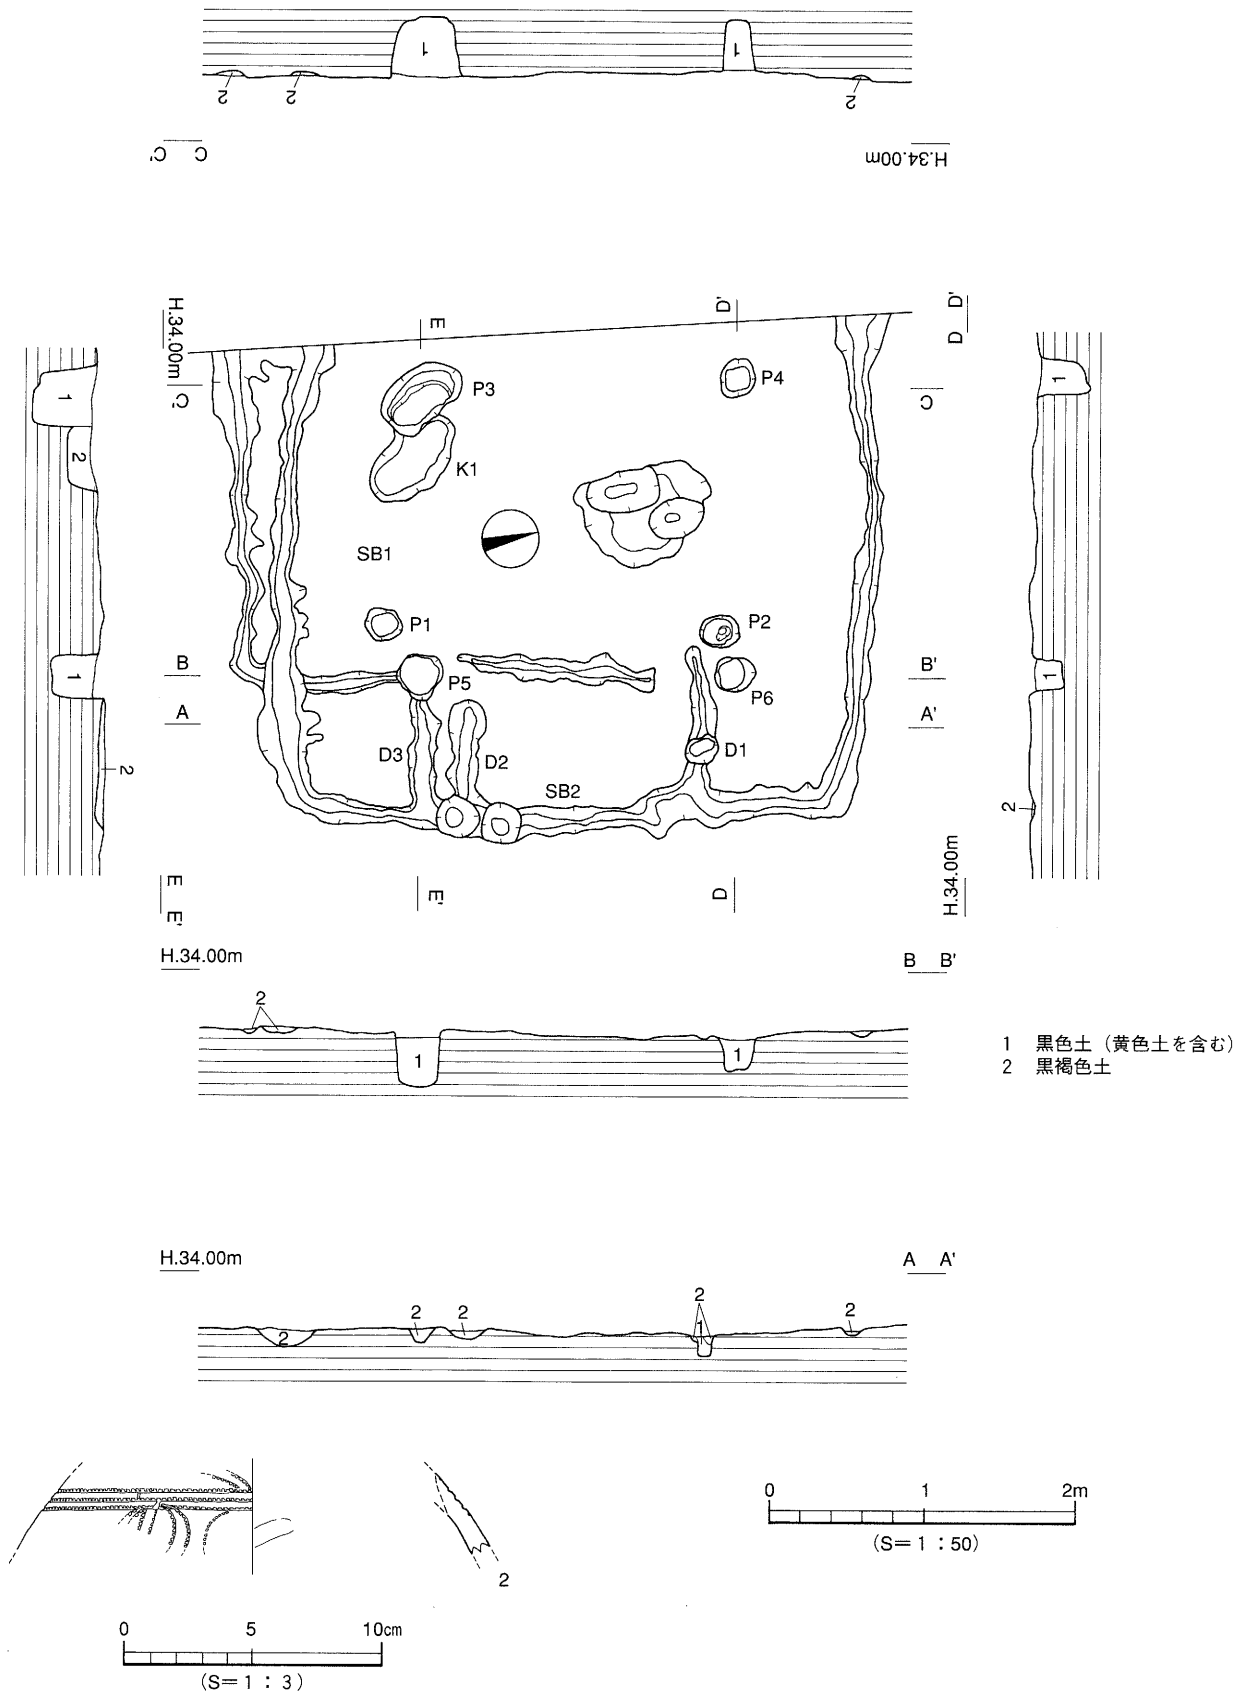 1
1
2
2
2
C' C
H.34.00m
H.34.00m
E
D'
D D'
C'
C
P3
P4
K1
1
2
1
2
1
1
2
SB1
P1
P2
B
B'
P5
P6
A
A'
D3
D2
D1
SB2
E E'
E'
D
H.34.00m
H.34.00m
B B'
2
1
1
1 黒色土（黄色土を含む）
2 黒褐色土
H.34.00m
A A'
2
2
2
2
1
2
0 1 2m
(S=1:50)
2
0 5 10cm
(S=1:3)